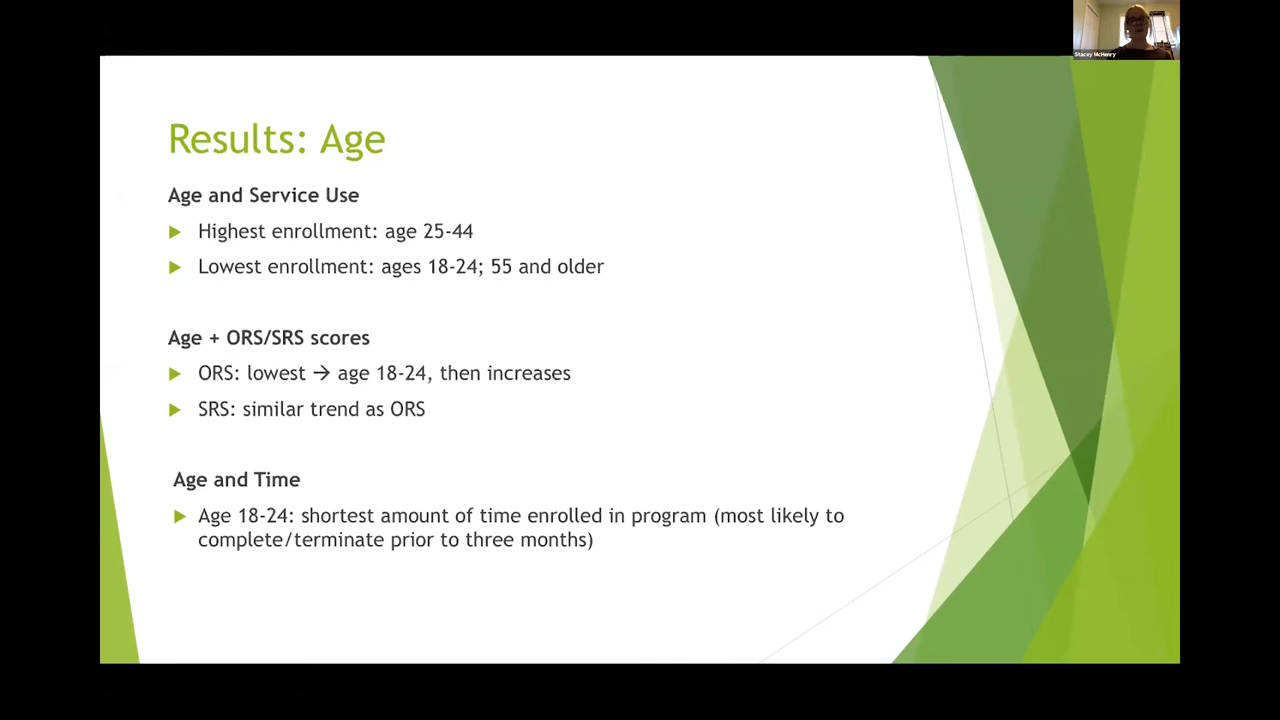 Stacey McHenry
Results: Age
Age and Service Use
Highest enrollment: age 25-44
Lowest enrollment: ages 18-24; 55 and older
Age + ORS/SRS scores
ORS: lowest → age 18-24, then increases
SRS: similar trend as ORS
Age and Time
Age 18-24: shortest amount of time enrolled in program (most likely to
complete/terminate prior to three months)